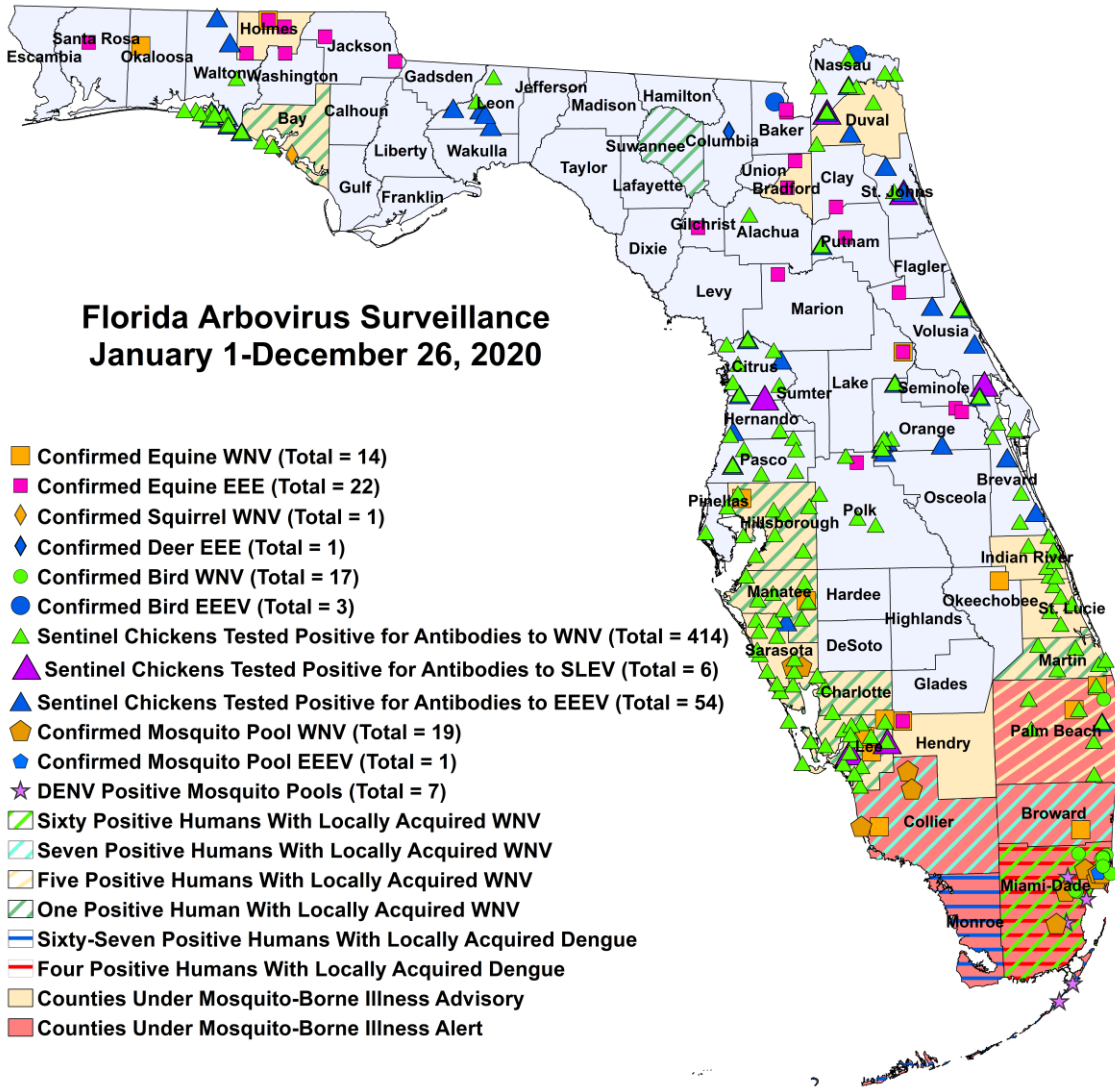 Holmes
Santa Rosa
Jackson
Escambia
Okaloosa
Nassau
Walton
Washington
Gadsden
Jefferson
Hamilton
Leon
Madison
Calhoun
Bay
Duval
Baker
Columbia
Suwannee
Liberty
Wakulla
Taylor
Union
Clay
Lafayette
Bradford
St. Johns
Gulf
Franklin
Gilchrist
Alachua
Putnam
Dixie
Flagler
Levy
Marion
Florida Arbovirus Surveillance
January 1-December 26, 2020
Volusia
Citrus
Lake
Seminole
Sumter
Hernando
Orange
Pasco
Brevard
Pinellas
Osceola
Polk
Hillsborough
Indian River
Manatee
Hardee
Okeechobee
St. Lucie
Highlands
Sarasota
DeSoto
Martin
Glades
Charlotte
Palm Beach
Lee
Hendry
Collier
Broward
Miami-Dade
Monroe
Confirmed Equine WNV (Total = 14)
Confirmed Equine EEE (Total = 22)
Confirmed Squirrel WNV (Total = 1)
Confirmed Deer EEE (Total = 1)
Confirmed Bird WNV (Total = 17)
Confirmed Bird EEEV (Total = 3)
Sentinel Chickens Tested Positive for Antibodies to WNV (Total = 414)
Sentinel Chickens Tested Positive for Antibodies to SLEV (Total = 6)
Sentinel Chickens Tested Positive for Antibodies to EEEV (Total = 54)
Confirmed Mosquito Pool WNV (Total = 19)
Confirmed Mosquito Pool EEEV (Total = 1)
DENV Positive Mosquito Pools (Total = 7)
Sixty Positive Humans With Locally Acquired WNV
Seven Positive Humans With Locally Acquired WNV
Five Positive Humans With Locally Acquired WNV
One Positive Human With Locally Acquired WNV
Sixty-Seven Positive Humans With Locally Acquired Dengue
Four Positive Humans With Locally Acquired Dengue
Counties Under Mosquito-Borne Illness Advisory
Counties Under Mosquito-Borne Illness Alert